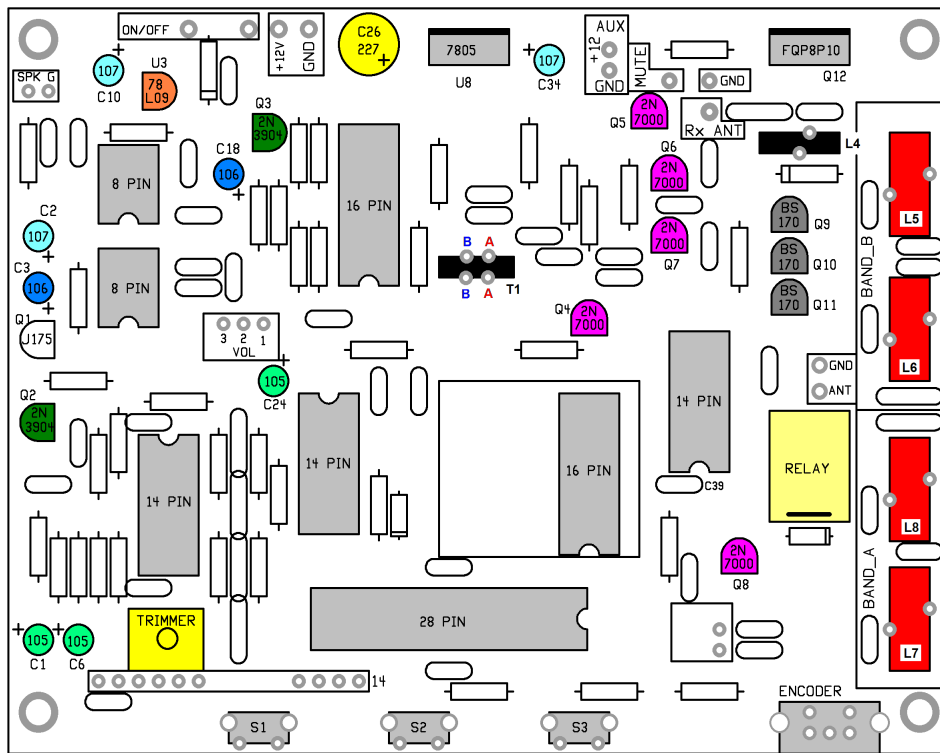 ON/OFF
+12V
GND
C26
227
+
7805
U8
+
107
C34
AUX
+12
GND
MUTE
GND
FQP8P10
Q12
SPK G
+
107
C10
U3
78
L09
Q3
2N
3904
C18
106
+
8 PIN
16 PIN
Q5
2N
7000
Rx ANT
L4
Q6
2N
7000
2N
7000
Q7
BS
170
Q9
BS
170
Q10
BS
170
Q11
L5
BAND_B
L6
C2
107
+
C3
106
+
Q1
J175
8 PIN
B A
B A
T1
3 2 1
VOL
+
105
C24
Q4
2N
7000
14 PIN
GND
ANT
Q2
2N
3904
14 PIN
14 PIN
16 PIN
C39
RELAY
L8
BAND_A
L7
2N
7000
Q8
28 PIN
TRIMMER
+
105
C1
+
105
C6
14
S1
S2
S3
ENCODER